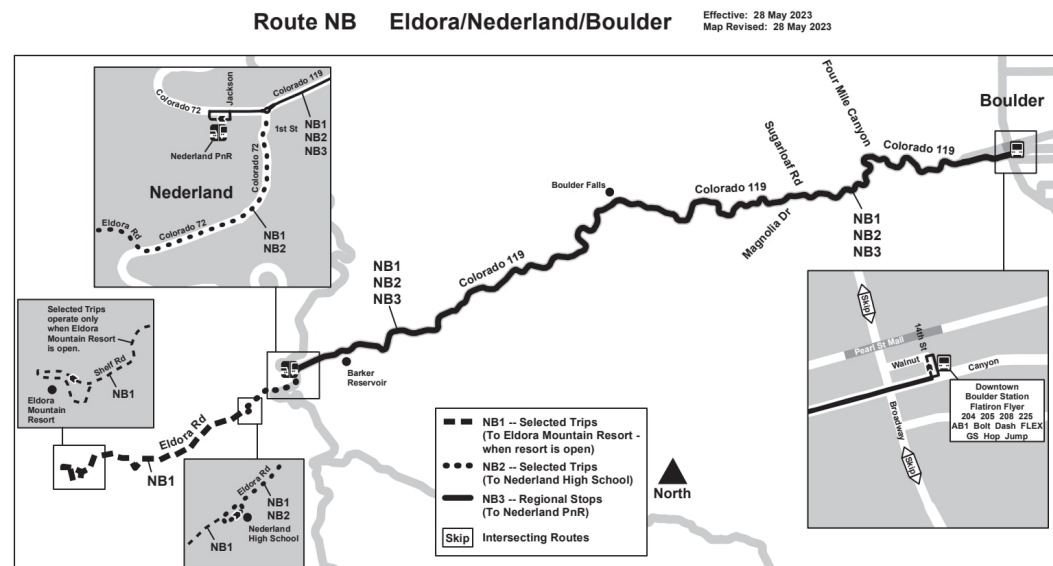 Route NB Eldora/Nederland/Boulder
Effective: 28 May 2023
Map Revised: 28 May 2023
Colorado 119
Jackson
Colorado 72
1st St
NB1
NB2
NB3
Nederland PnR
Colorado 72
Nederland
Eldora Rd
Colorado 72
NB1
NB2
Four Mile Canyon
Boulder
Sugarloaf Rd
Colorado 119
Boulder Falls
Colorado 119
Magnolia Dr
NB1
NB2
NB3
Colorado 119
NB1
NB2
NB3
Barker
Reservoir
Selected Trips
operate only
when Eldora
Mountain Resort
is open.
Shelf Rd
NB1
Eldora
Mountain
Resort
Eldora Rd
NB1
Eldora Rd
NB1
NB2
Nederland
High School
NB1
NB1 -- Selected Trips
(To Eldora Mountain Resort -
when resort is open)
NB2 -- Selected Trips
(To Nederland High School)
NB3 -- Regional Stops
(To Nederland PnR)
Skip Intersecting Routes
North
Skip
14th St
Pearl St Mall
Walnut
Canyon
Broadway
Downtown
Boulder Station
Flatiron Flyer
204 205 208 225
AB1 Bolt Dash FLEX
GS Hop Jump
Skip